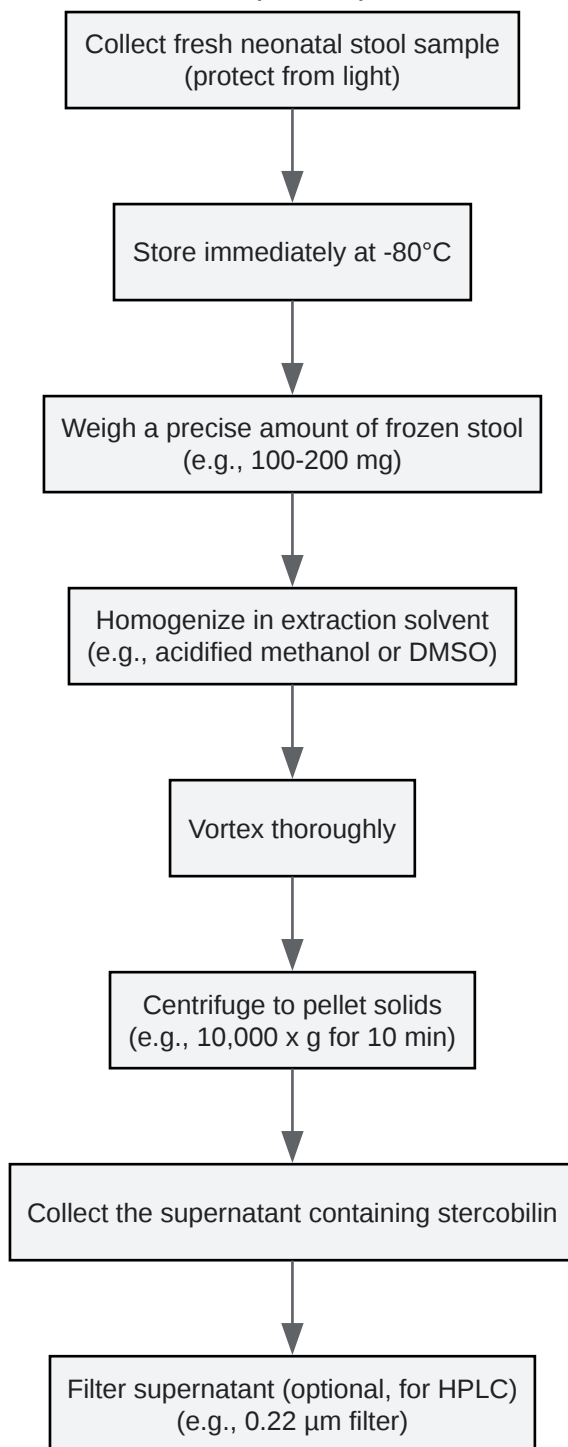 Collect fresh neonatal stool sample
(protect from light)
Store immediately at -80°C
Weigh a precise amount of frozen stool
(e.g., 100-200 mg)
Homogenize in extraction solvent
(e.g., acidified methanol or DMSO)
Vortex thoroughly
Centrifuge to pellet solids
(e.g., 10,000 x g for 10 min)
Collect the supernatant containing stercobilin
Filter supernatant (optional, for HPLC)
(e.g., 0.22 µm filter)